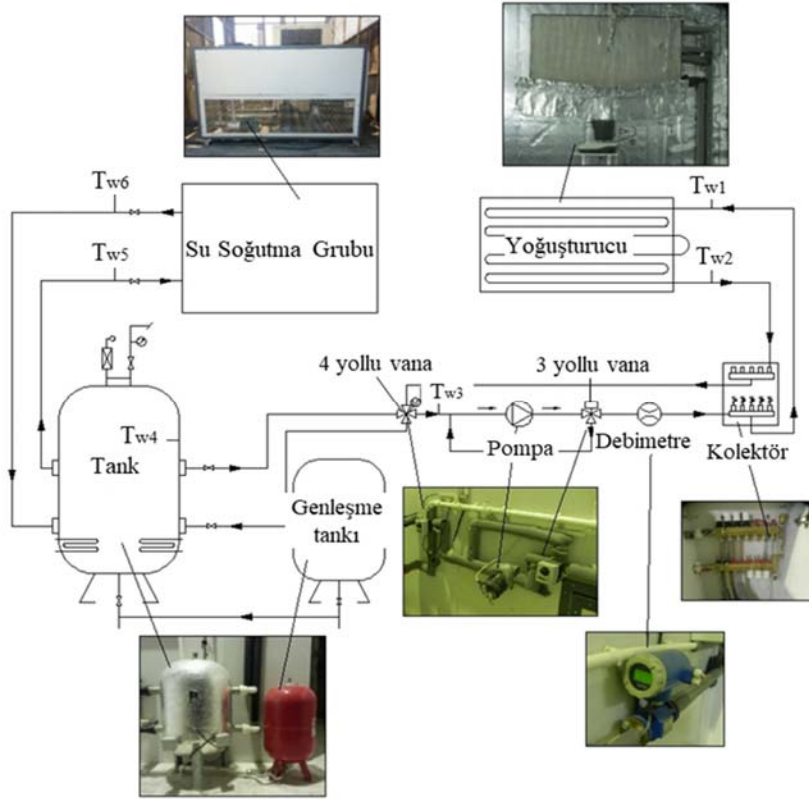 Tw6
Tw1
Su Soğutma Grubu
Yoğuşturucu
Tw5
Tw2
4 yollu vana
3 yollu vana
Tw3
Tw4
Tank
Pompa
Debimetre
Kolektör
Genleşme
tankı